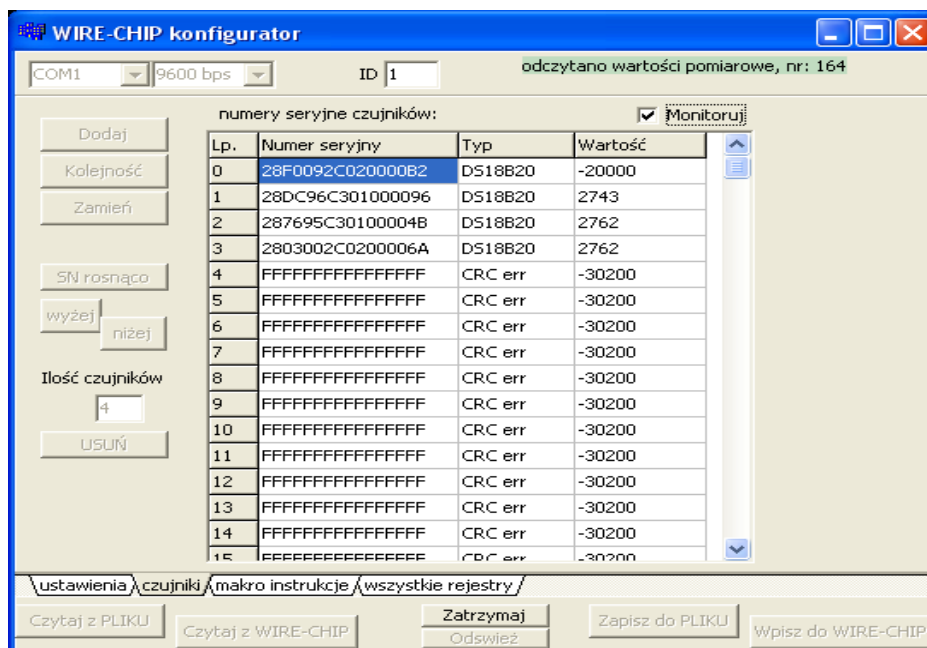 WIRE-CHIP konfigurator
COM1 9600 bps ID 1 odczytano wartości pomiarowe, nr: 164
numery seryjne czujników: Monitoruj
Dodaj
Kolejność
Zamień
SN rosnąco
wyżej
niżej
Ilość czujników
4
USUŃ
Lp. Numer seryjny Typ Wartość
0 28F0092C020000B2 DS18B20 -20000
1 28DC96C301000096 DS18B20 2743
2 287695C30100004B DS18B20 2762
3 2803002C0200006A DS18B20 2762
4 FFFFFFFFFFFFFFFF CRC err -30200
5 FFFFFFFFFFFFFFFF CRC err -30200
6 FFFFFFFFFFFFFFFF CRC err -30200
7 FFFFFFFFFFFFFFFF CRC err -30200
8 FFFFFFFFFFFFFFFF CRC err -30200
9 FFFFFFFFFFFFFFFF CRC err -30200
10 FFFFFFFFFFFFFFFF CRC err -30200
11 FFFFFFFFFFFFFFFF CRC err -30200
12 FFFFFFFFFFFFFFFF CRC err -30200
13 FFFFFFFFFFFFFFFF CRC err -30200
14 FFFFFFFFFFFFFFFF CRC err -30200
15 FFFFFFFFFFFFFFFF CRC err -30200
ustawienia czujniki makro instrukcje wszystkie rejestry
Czytaj z PLIKU Czytaj z WIRE-CHIP Zatrzymaj Zapisz do PLIKU Wpisz do WIRE-CHIP
Odswież